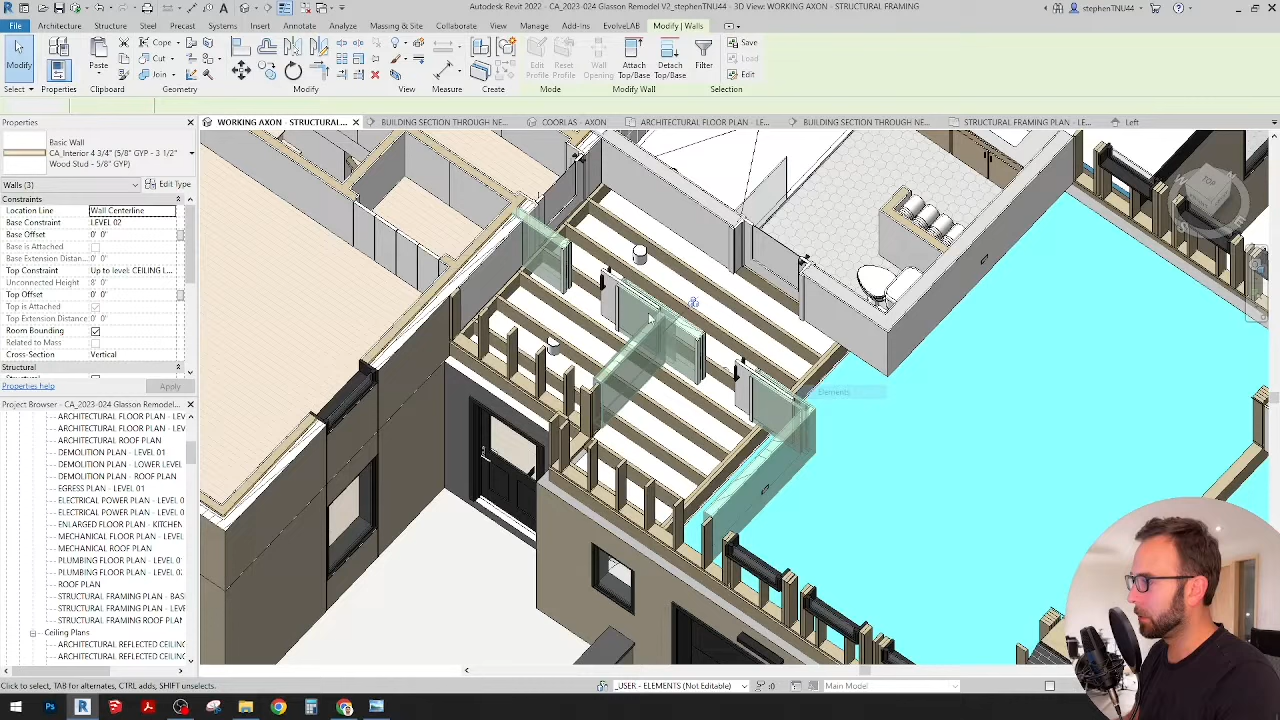 Autodesk Revit 2022 - CA_2023-024 Glasson Remodel V2_stephenTNU44 - 3D View: WORKING AXON - STRUCTURAL FRAMING
stephenTNU44
File Architecture Structure Steel Precast Systems Insert Annotate Analyze Massing & Site Collaborate View Manage Add-Ins EvolveLAB Modify | Walls
Cope
Cut
Join
Modify
Properties
Paste
Edit Profile
Reset Profile
Wall Opening
Attach Top/Base
Detach Top/Base
Filter
Save
Load
Edit
Select Properties Clipboard Geometry Modify View Measure Create Mode Modify Wall Selection
Properties
WORKING AXON - STRUCTURAL... BUILDING SECTION THROUGH NE... COORLAS - AXON ARCHITECTURAL FLOOR PLAN - LE... BUILDING SECTION THROUGH NE... STRUCTURAL FRAMING PLAN - LE... Left
Basic Wall
CA_Interior 4 3/4" (5/8" GYP - 3 1/2"
Wood Stud - 5/8" GYP)
Walls (3) Edit Type
Constraints
Location Line Wall Centerline
Base Constraint LEVEL 02
Base Offset 0' 0"
Base is Attached
Base Extension Distan... 0' 0"
Top Constraint Up to level: CEILING L...
Unconnected Height 8' 0"
Top Offset 0' 0"
Top is Attached
Top Extension Distance 0' 0"
Room Bounding
Related to Mass
Cross-Section Vertical
Structural
Properties help Apply
Project Browser - CA_2023-024 Glasson Remodel...
ARCHITECTURAL FLOOR PLAN - LEV
ARCHITECTURAL FLOOR PLAN - LEV
ARCHITECTURAL ROOF PLAN
DEMOLITION PLAN - LEVEL 01
DEMOLITION PLAN - LOWER LEVEL
DEMOLITION PLAN - ROOF PLAN
EGRESS PLAN - LEVEL 01
ELECTRICAL POWER PLAN - LEVEL 0
ELECTRICAL POWER PLAN - LEVEL 0
ENLARGED FLOOR PLAN - KITCHEN
MECHANICAL FLOOR PLAN - LEVEL
MECHANICAL ROOF PLAN
PLUMBING FLOOR PLAN - LEVEL 0
PLUMBING FLOOR PLAN - LEVEL 02
ROOF PLAN
STRUCTURAL FRAMING PLAN - BAS
STRUCTURAL FRAMING PLAN - LEVE
STRUCTURAL FRAMING ROOF PLAN
Ceiling Plans
ARCHITECTURAL REFLECTED CEILING
ARCHITECTURAL REFLECTED CEILING
TOP
Elements
Click to select, TAB for alternates, CTRL adds, SHIFT unselects.
_USER - ELEMENTS (Not Editable)
:0
Main Model